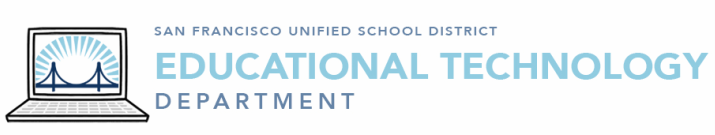 SAN FRANCISCO UNIFIED SCHOOL DISTRICT
EDUCATIONAL TECHNOLOGY
DEPARTMENT